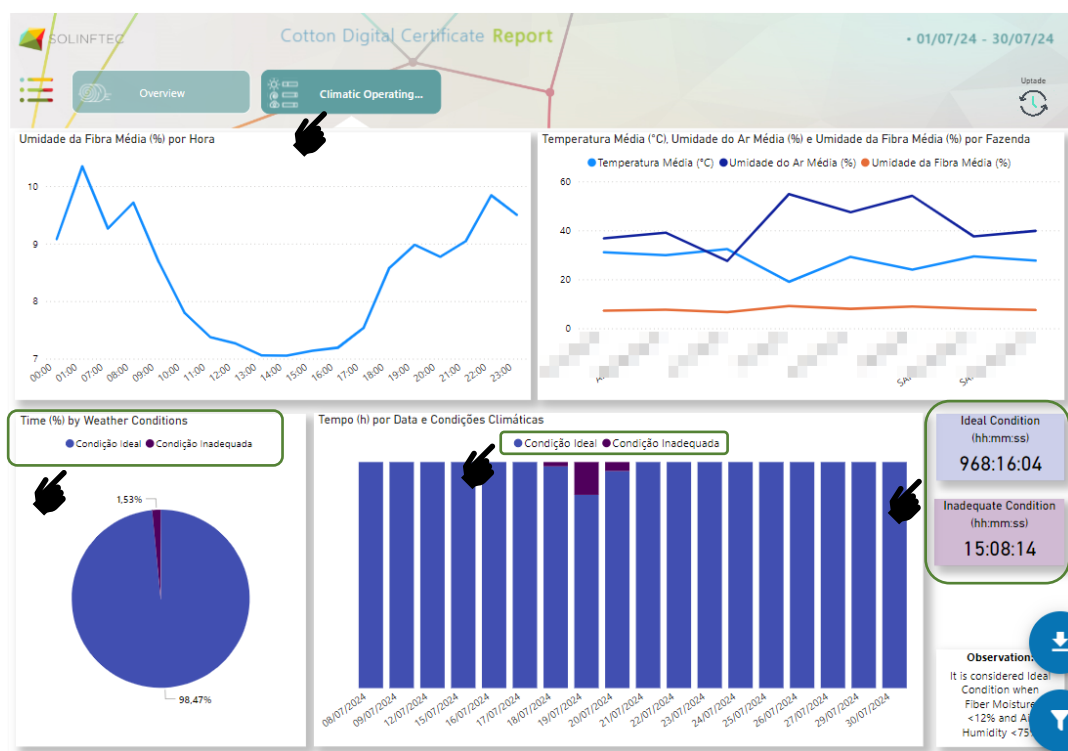 SOLINFTEC
Cotton Digital Certificate Report
• 01/07/24 - 30/07/24
Overview
Climatic Operating...
Uptade
Umidade da Fibra Média (%) por Hora
10
9
8
7
00:00 01:00 07:00 08:00 09:00 10:00 11:00 12:00 13:00 14:00 15:00 16:00 17:00 18:00 19:00 20:00 21:00 22:00 23:00
Temperatura Média (°C), Umidade do Ar Média (%) e Umidade da Fibra Média (%) por Fazenda
Temperatura Média (°C) Umidade do Ar Média (%) Umidade da Fibra Média (%)
60
40
20
0
Time (%) by Weather Conditions
Condição Ideal Condição Inadequada
1,53%
98,47%
Tempo (h) por Data e Condições Climáticas
Condição Ideal Condição Inadequada
08/07/2024 09/07/2024 12/07/2024 15/07/2024 16/07/2024 17/07/2024 18/07/2024 19/07/2024 20/07/2024 21/07/2024 22/07/2024 23/07/2024 24/07/2024 25/07/2024 26/07/2024 27/07/2024 29/07/2024 30/07/2024
Ideal Condition
(hh:mm:ss)
968:16:04
Inadequate Condition
(hh:mm:ss)
15:08:14
Observation:
It is considered Ideal
Condition when
Fiber Moisture
<12% and
Humidity <75